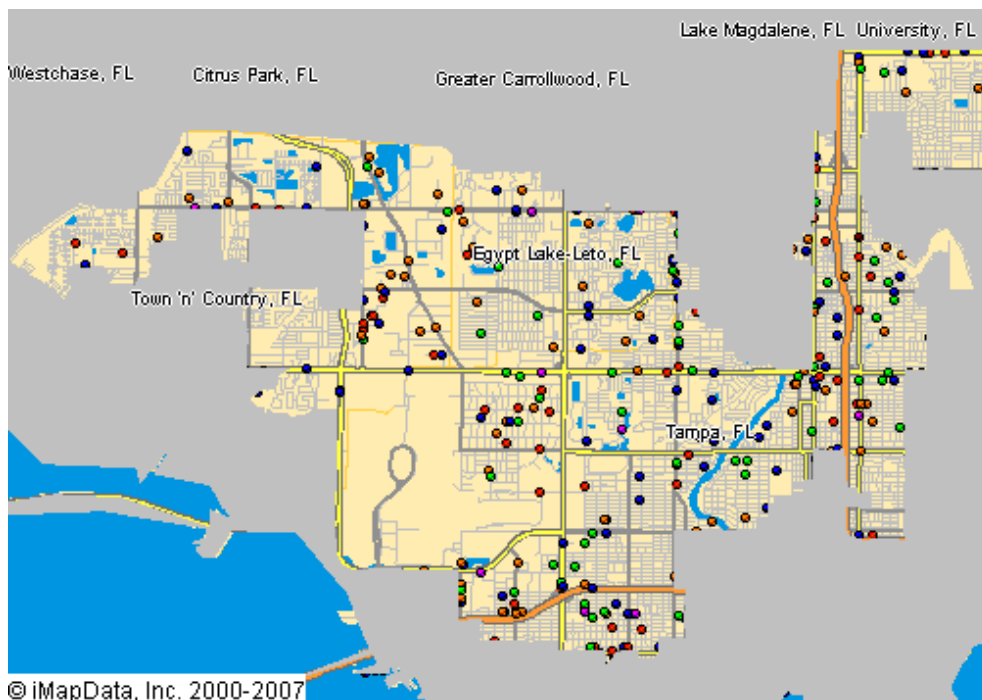 Lake Magdalene, FL University, FL
Westchase, FL Citrus Park, FL Greater Carrollwood, FL
Egypt Lake-Leto, FL
Town 'n' Country, FL
Tampa, FL
© iMapData, Inc. 2000-2007